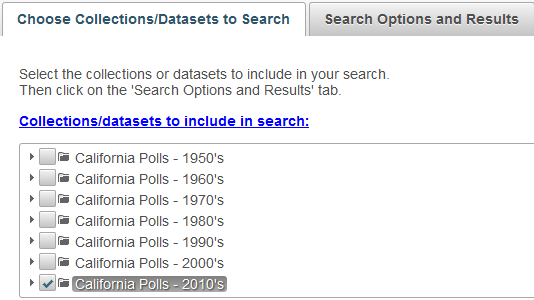 Choose Collections/Datasets to Search
Search Options and Results
Select the collections or datasets to include in your search.
Then click on the 'Search Options and Results' tab.
Collections/datasets to include in search:
California Polls - 1950's
California Polls - 1960's
California Polls - 1970's
California Polls - 1980's
California Polls - 1990's
California Polls - 2000's
California Polls - 2010's